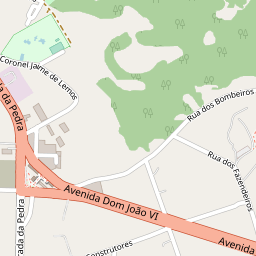 Coronel Jaime de Lemos
da da Pedra
Rua dos Bombeiros
Rua dos Fazendeiros
Avenida Dom João VI
rada da Pedra
Construtores
Avenida